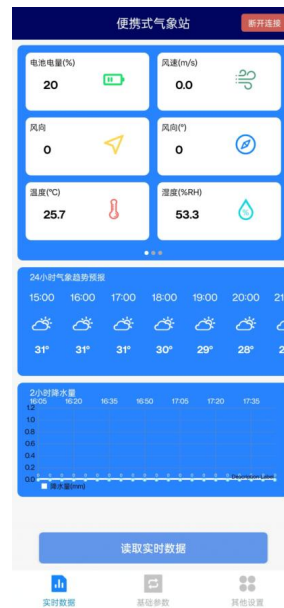 便携式气象站
断开连接
电池电量(%)
20
风速(m/s)
0.0
风向
0
风向(°)
0
温度(°C)
25.7
湿度(%RH)
53.3
%
24小时气象趋势预报
15:00 16:00 17:00 18:00 19:00 20:00 21
31° 31° 31° 30° 29° 28° 2
2小时降水量
16:05 16:20 16:35 16:50 17:05 17:20 17:35
1.2
1.0
0.8
0.6
0.4
0.2
0.0
Description Label
降水量(mm)
读取实时数据
实时数据 基础参数 其他设置